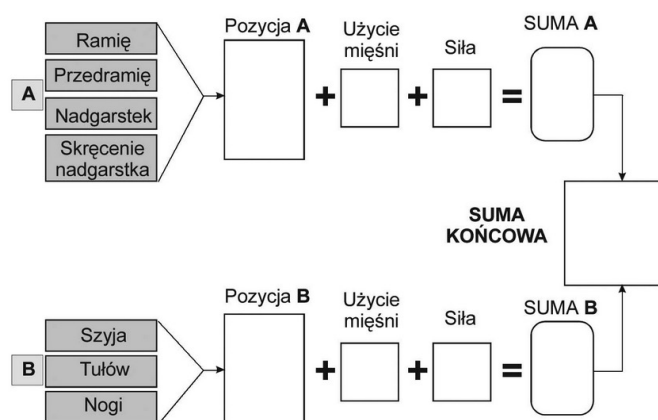 Ramię
Przedramię
Nadgarstek
Skręcenie
nadgarstka
A
Pozycja A
+
Użycie
mięśni
+
Siła
=
SUMA A
SUMA
KOŃCOWA
Szyja
Tułów
Nogi
B
Pozycja B
+
Użycie
mięśni
+
Siła
=
SUMA B